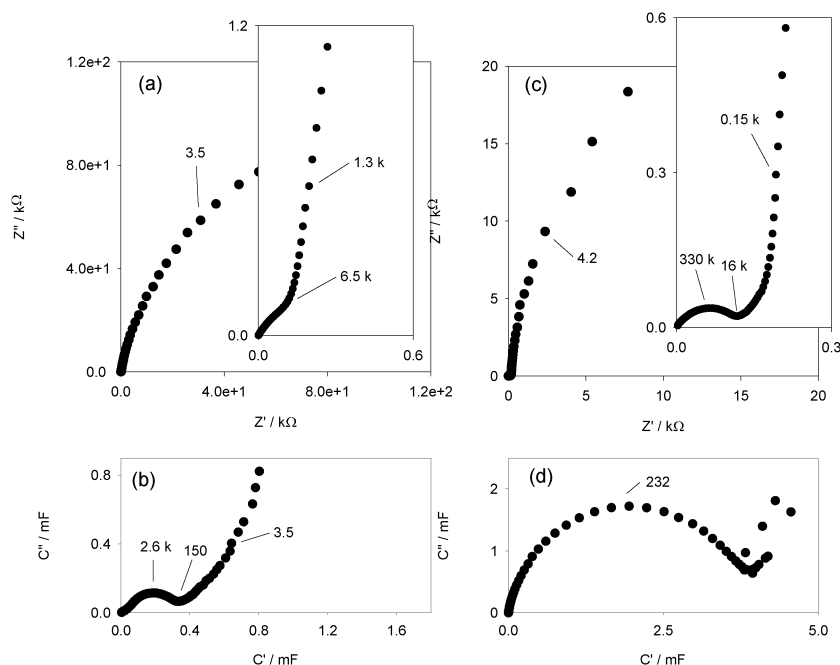 (a)
1.2e+2
8.0e+1
4.0e+1
0.0
0.0
4.0e+1
8.0e+1
1.2e+2
Z'' / kΩ
Z' / kΩ
3.5
1.2
0.0
0.0
0.6
1.3 k
6.5 k
(c)
20
15
10
5
0
0
5
10
15
20
Z'' / kΩ
Z' / kΩ
4.2
0.6
0.3
0.0
0.0
0.3
0.15 k
330 k
16 k
(b)
0.8
0.4
0.0
0.0
0.4
0.8
1.2
1.6
C'' / mF
C' / mF
2.6 k
150
3.5
(d)
2
1
0
0.0
2.5
5.0
C'' / mF
C' / mF
232